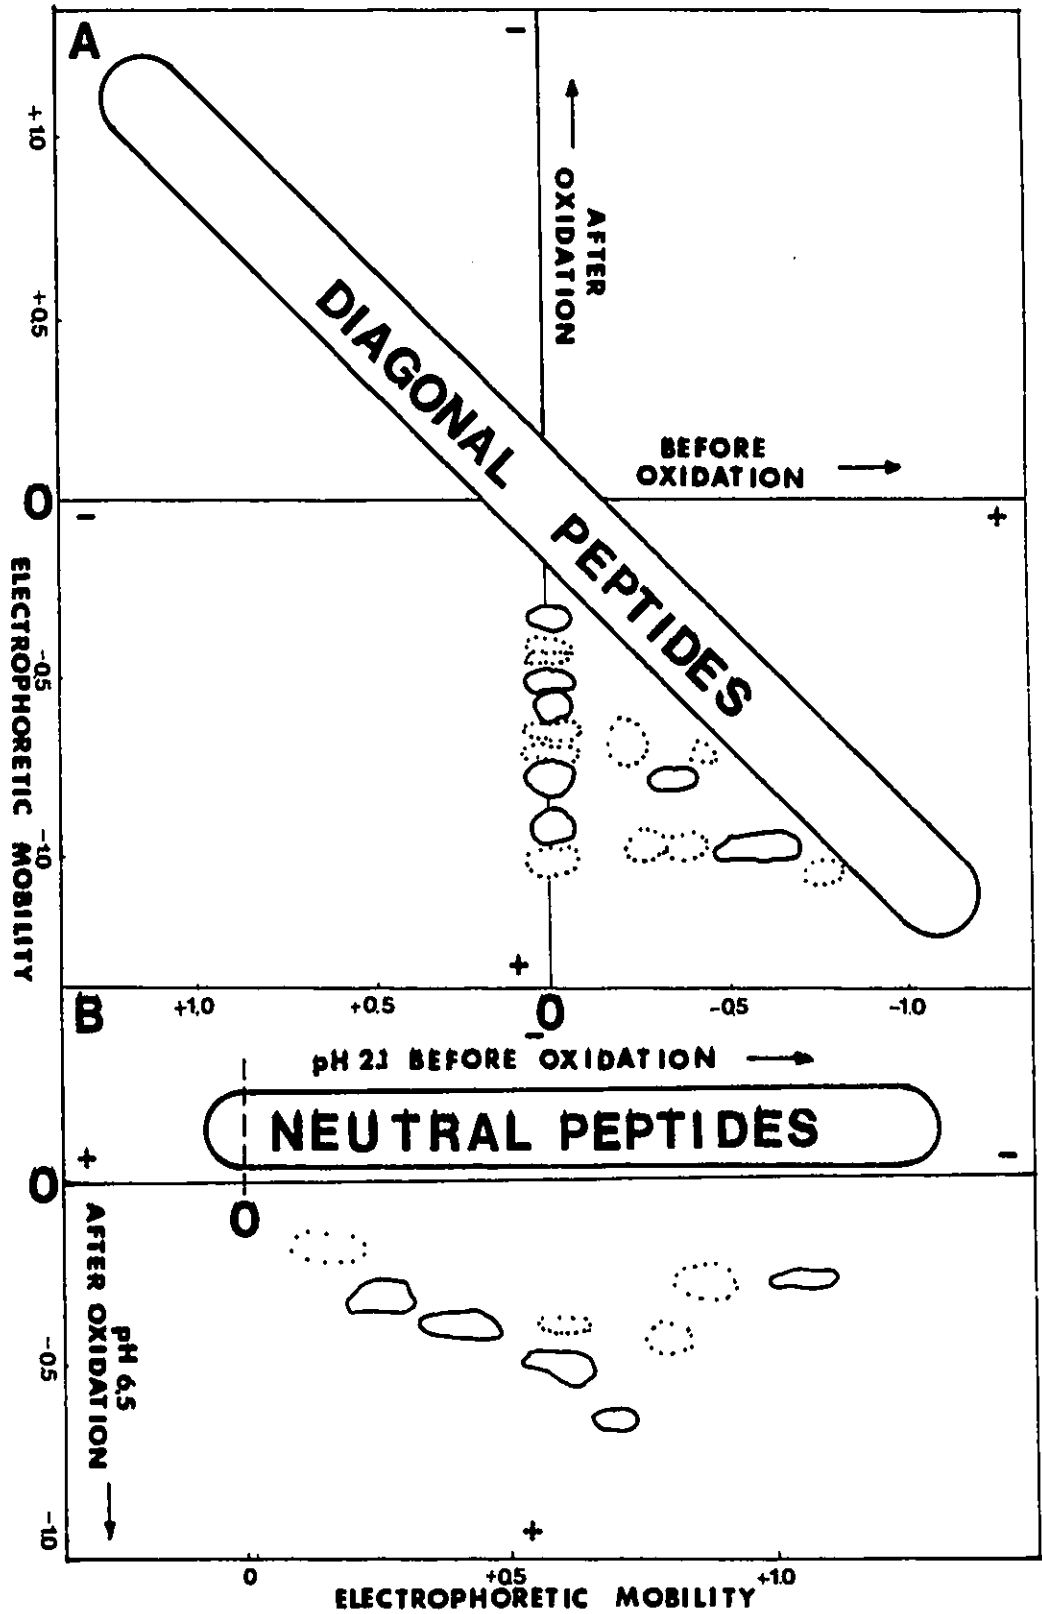 A
−
+1.0
AFTER
OXIDATION
+0.5
DIAGONAL PEPTIDES
BEFORE
OXIDATION
0
−
+
ELECTROPHORETIC MOBILITY
-0.5
-1.0
+
B
+1.0
+0.5
0
-0.5
-1.0
−
pH 2.1 BEFORE OXIDATION
NEUTRAL PEPTIDES
+
−
0
0
AFTER OXIDATION
pH 6.5
-0.5
-1.0
+
0
+0.5
+1.0
ELECTROPHORETIC MOBILITY